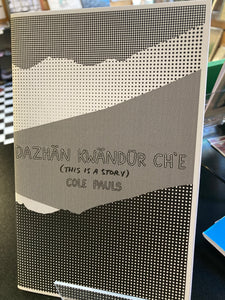 DAZHÄN KWÄNDÜR CH'E
(THIS IS A STORY)
COLE PAULS